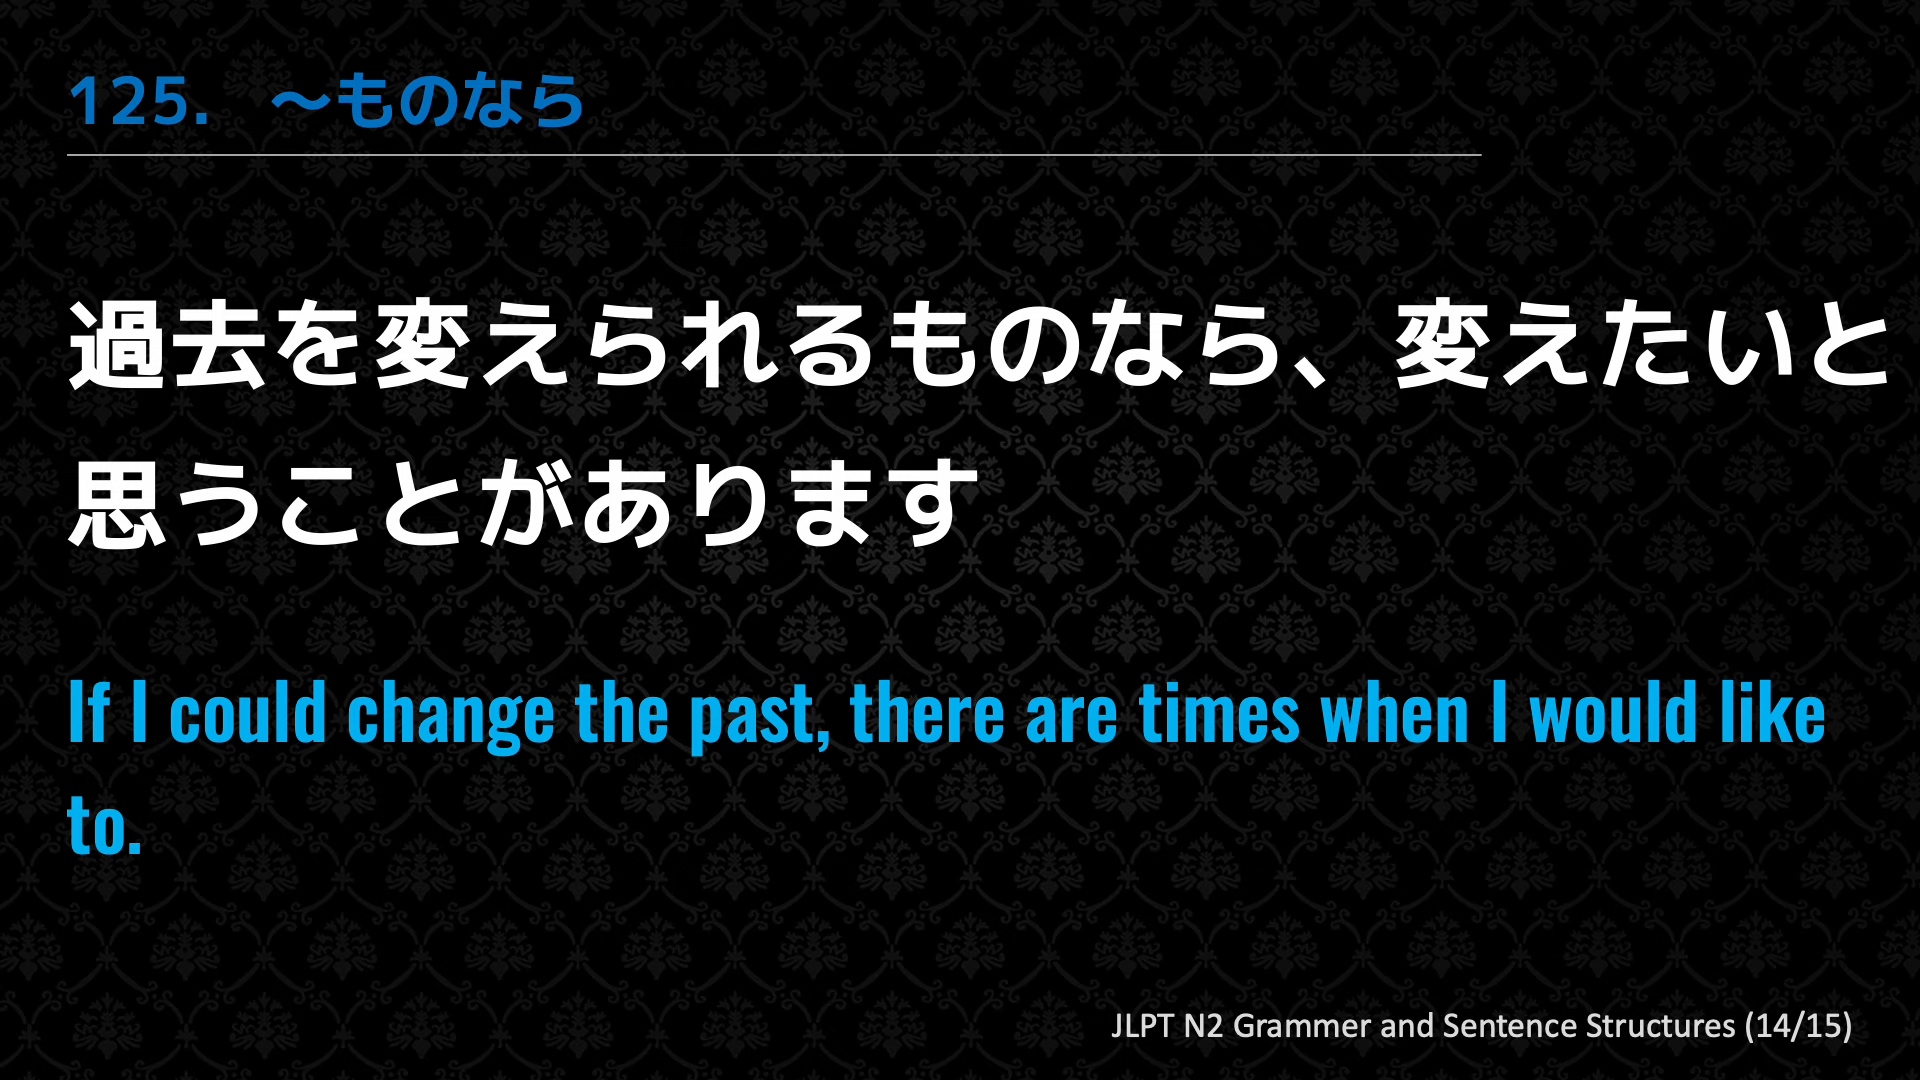 125. ～ものなら
過去を変えられるものなら、変えたいと
思うことがあります
If I could change the past, there are times when I would like
to.
JLPT N2 Grammer and Sentence Structures (14/15)